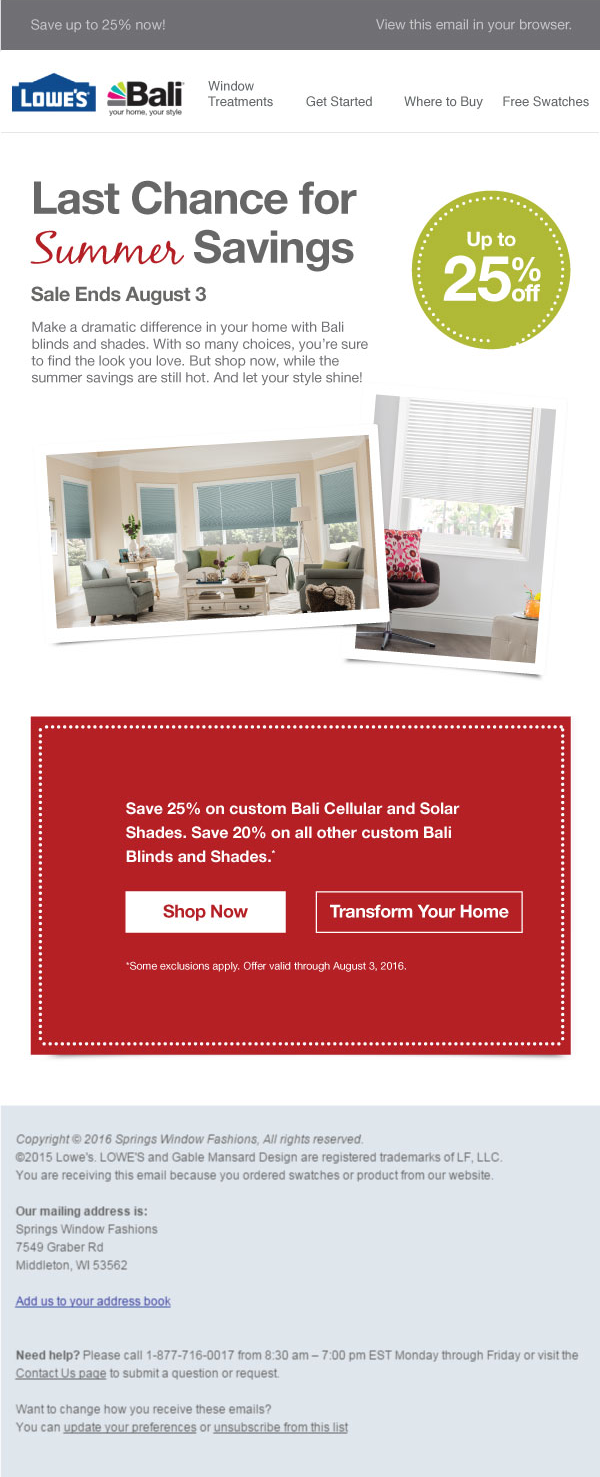 Save up to 25% now!
View this email in your browser.
LOWE'S
Bali
your home, your style
Window
Treatments
Get Started
Where to Buy
Free Swatches
Last Chance for
Summer Savings
Sale Ends August 3
Make a dramatic difference in your home with Bali
blinds and shades. With so many choices, you're sure
to find the look you love. But shop now, while the
summer savings are still hot. And let your style shine!
Up to
25%
off
Save 25% on custom Bali Cellular and Solar
Shades. Save 20% on all other custom Bali
Blinds and Shades.*
Shop Now
Transform Your Home
*Some exclusions apply. Offer valid through August 3, 2016.
Copyright © 2016 Springs Window Fashions, All rights reserved.
©2015 Lowe's. LOWE'S and Gable Mansard Design are registered trademarks of LF, LLC.
You are receiving this email because you ordered swatches or product from our website.
Our mailing address is:
Springs Window Fashions
7549 Graber Rd
Middleton, WI 53562
Add us to your address book
Need help? Please call 1-877-716-0017 from 8:30 am – 7:00 pm EST Monday through Friday or visit the
Contact Us page to submit a question or request.
Want to change how you receive these emails?
You can update your preferences or unsubscribe from this list